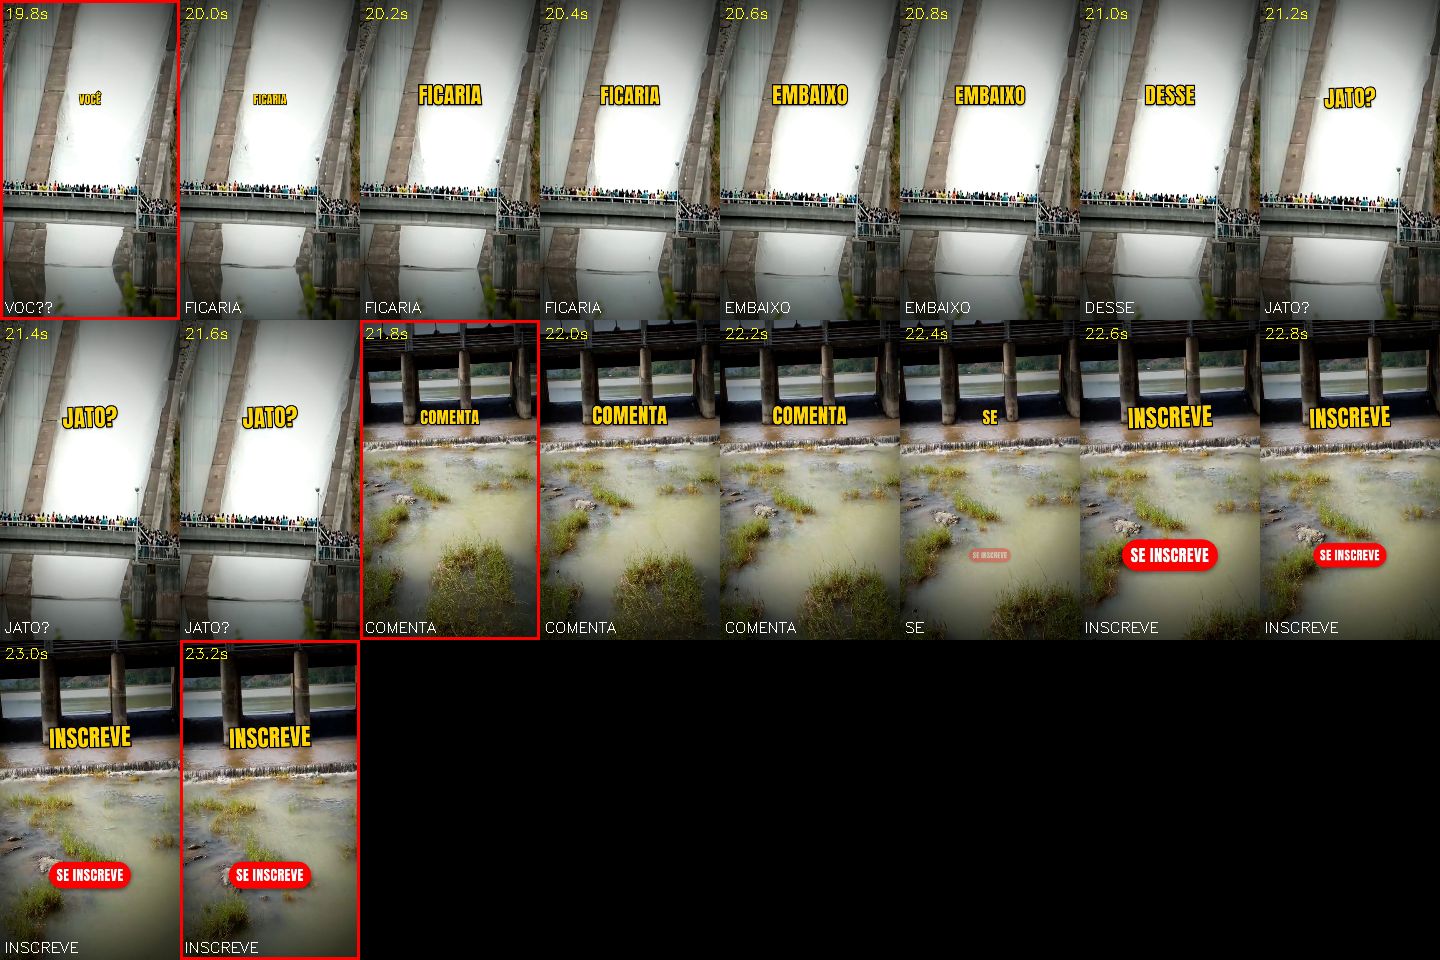 19.8s
VOCÊ
VOC??
20.0s
FICARIA
FICARIA
20.2s
FICARIA
FICARIA
20.4s
FICARIA
FICARIA
20.6s
EMBAIXO
EMBAIXO
20.8s
EMBAIXO
EMBAIXO
21.0s
DESSE
DESSE
21.2s
JATO?
JATO?
21.4s
JATO?
JATO?
21.6s
JATO?
JATO?
21.8s
COMENTA
COMENTA
22.0s
COMENTA
COMENTA
22.2s
COMENTA
COMENTA
22.4s
SE
SE INSCREVE
SE
22.6s
INSCREVE
SE INSCREVE
INSCREVE
22.8s
INSCREVE
SE INSCREVE
INSCREVE
23.0s
INSCREVE
SE INSCREVE
INSCREVE
23.2s
INSCREVE
SE INSCREVE
INSCREVE